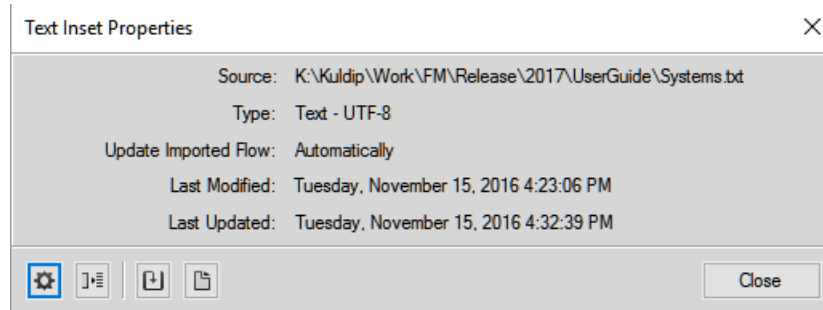 Text Inset Properties
Source: K:\Kuldip\Work\FM\Release\2017\UserGuide\Systems.txt
Type: Text - UTF-8
Update Imported Flow: Automatically
Last Modified: Tuesday, November 15, 2016 4:23:06 PM
Last Updated: Tuesday, November 15, 2016 4:32:39 PM
Close